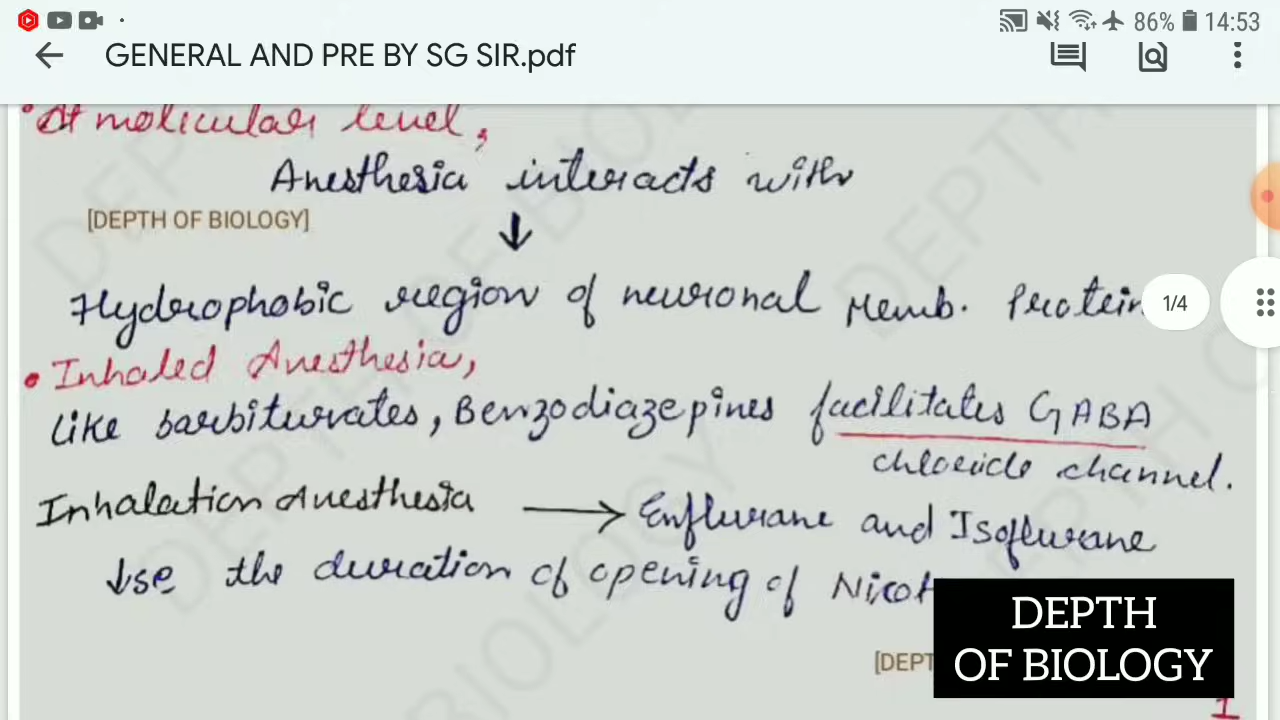 86% 14:53
GENERAL AND PRE BY SG SIR.pdf
At molicular level,
Anesthesia interacts with
[DEPTH OF BIOLOGY]
↓
Hydrophobic region of neuronal Memb. Protein
1/4
• Inhaled Anesthesia,
like barbiturates, Benzodiazepines facilitates GABA
chloride channel.
Inhalation Anesthesia → Enflurane and Isoflurane
↓se the duration of opening of Nicot
DEPTH
OF BIOLOGY
[DEPT
1